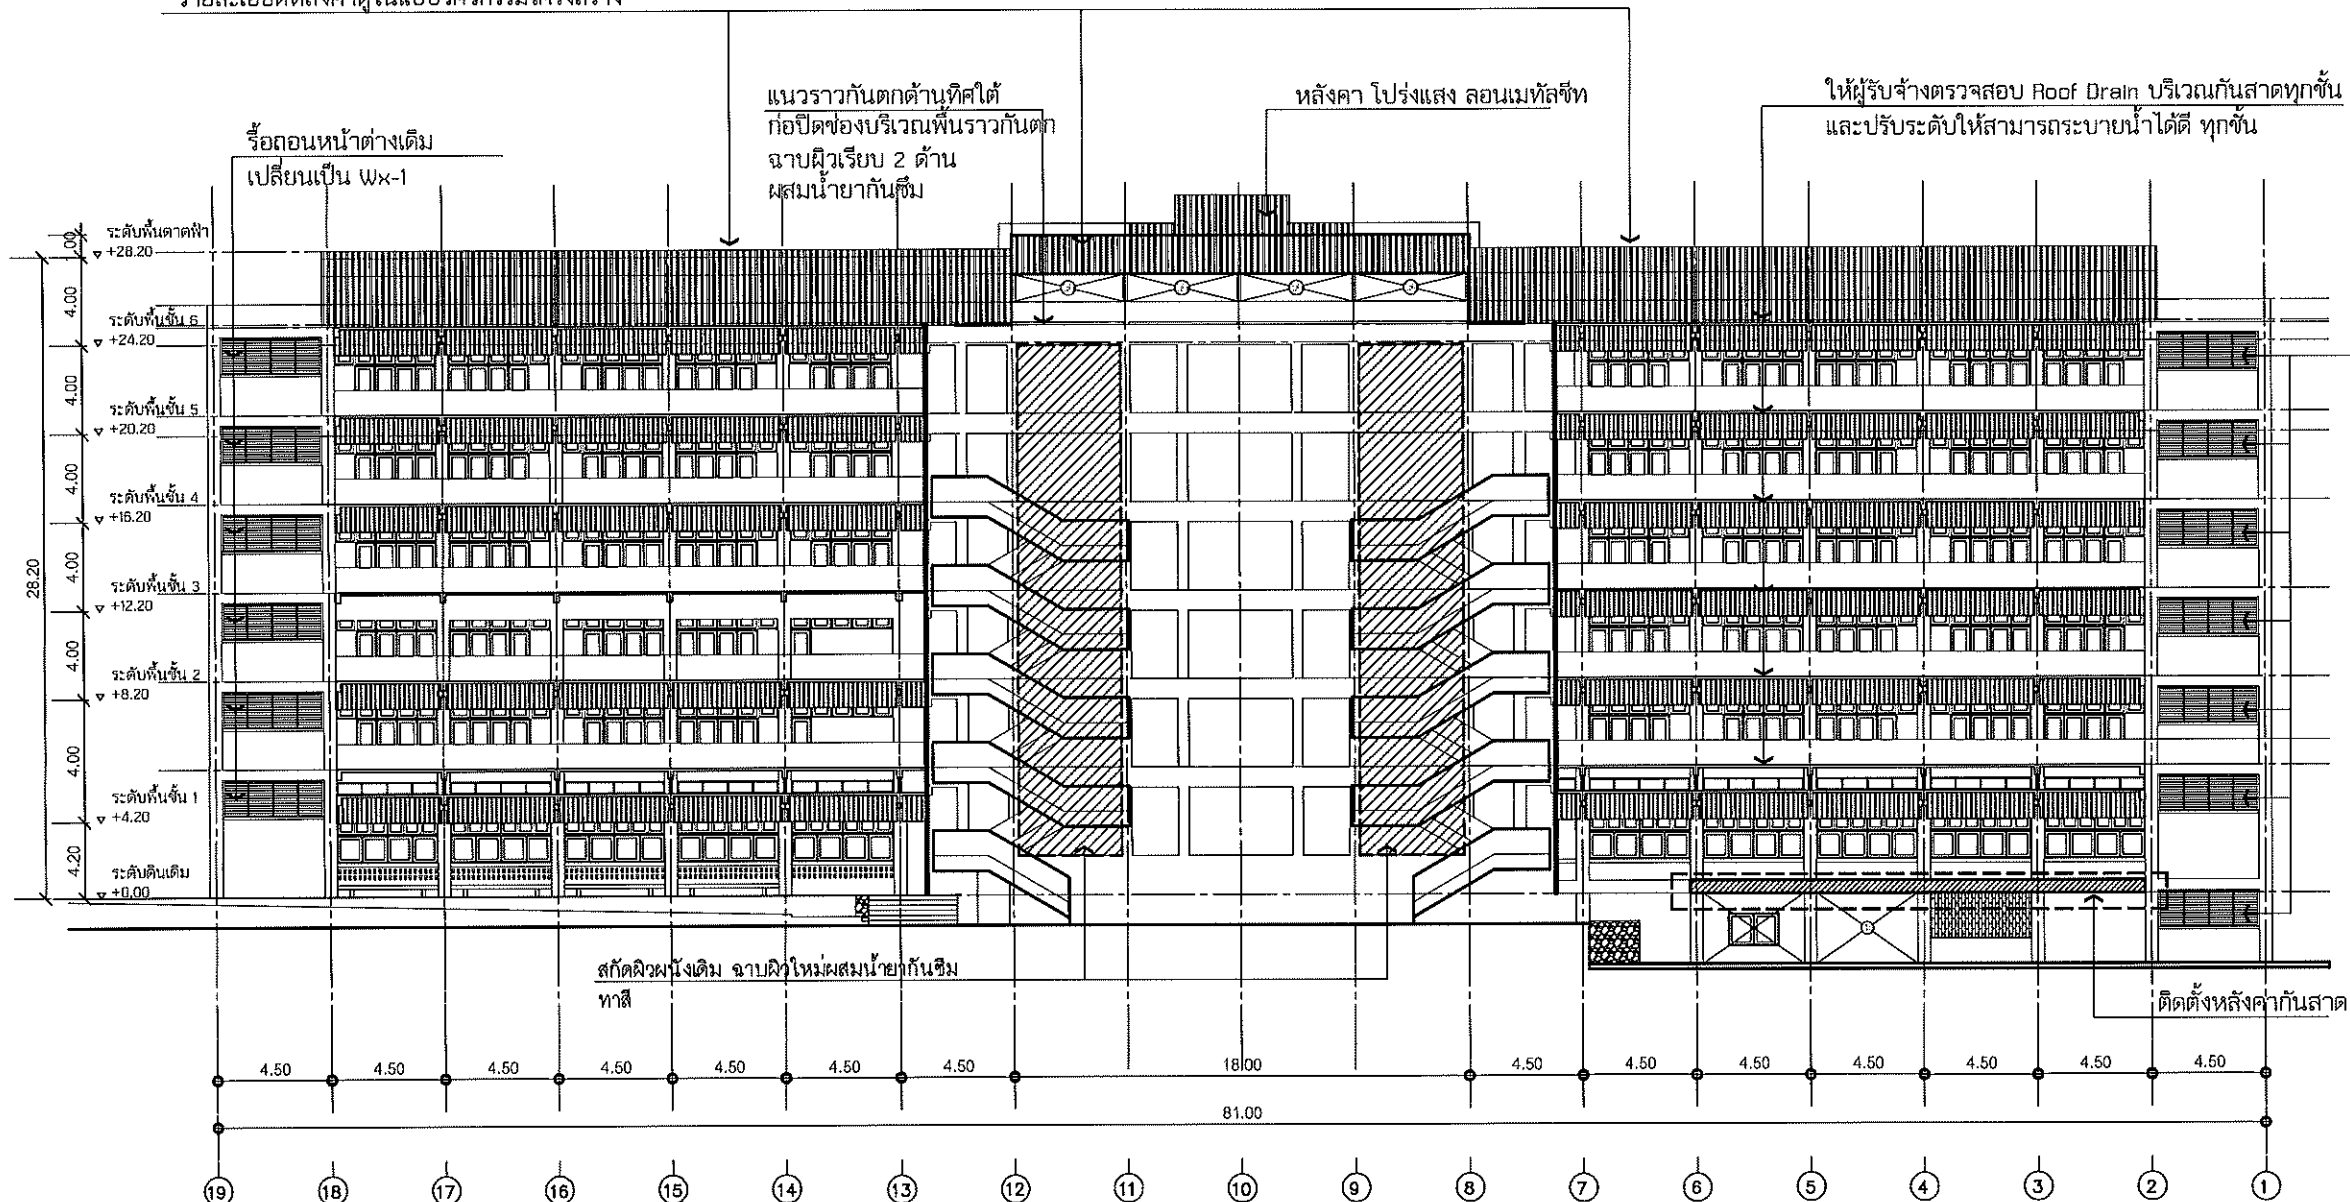 แนวราวกันตกด้านทิศใต้
ก่อปิดช่องบริเวณพื้นราวกันตก
ฉาบผิวเรียบ 2 ด้าน
ผสมน้ำยากันซึม
หลังคา โปร่งแสง ลอนเมทัลชีท
ให้ผู้รับจ้างตรวจสอบ Roof Drain บริเวณกันสาดทุกชั้น
และปรับระดับให้สามารถระบายน้ำได้ดี ทุกชั้น
รื้อถอนหน้าต่างเดิม
เปลี่ยนเป็น Wx-1
ระดับพื้นดาดฟ้า
+28.20
4.00
ระดับพื้นชั้น 6
+24.20
4.00
ระดับพื้นชั้น 5
+20.20
4.00
ระดับพื้นชั้น 4
+16.20
4.00
28.20
ระดับพื้นชั้น 3
+12.20
4.00
ระดับพื้นชั้น 2
+8.20
4.00
ระดับพื้นชั้น 1
+4.20
4.20
ระดับดินเดิม
+0.00
สกัดผิวผนังเดิม ฉาบผิวใหม่ผสมน้ำยากันซึม
ทาสี
ติดตั้งหลังคากันสาด
4.50 4.50 4.50 4.50 4.50 4.50 4.50 18.00 4.50 4.50 4.50 4.50 4.50 4.50 4.50
81.00
19 18 17 16 15 14 13 12 11 10 9 8 7 6 5 4 3 2 1